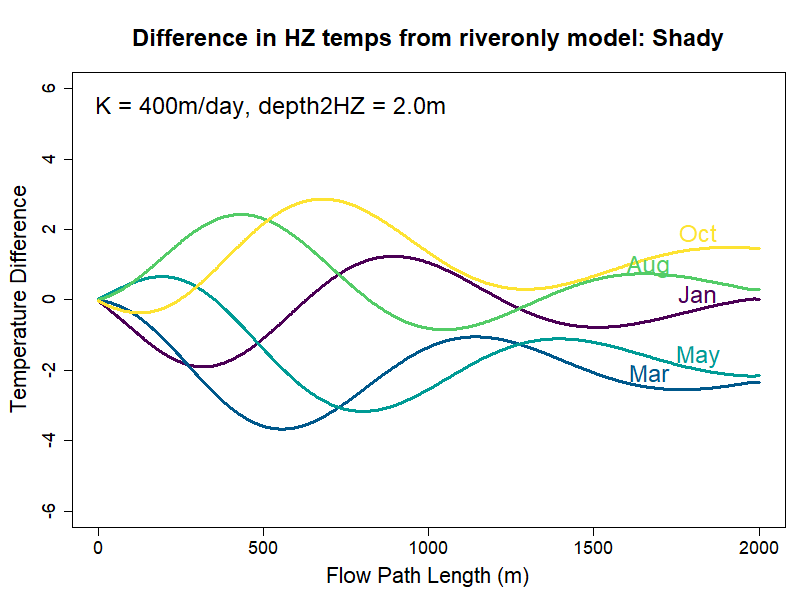 Difference in HZ temps from riveronly model: Shady
K = 400m/day, depth2HZ = 2.0m
Temperature Difference
6
4
2
0
-2
-4
-6
Oct
Aug
Jan
May
Mar
0 500 1000 1500 2000
Flow Path Length (m)